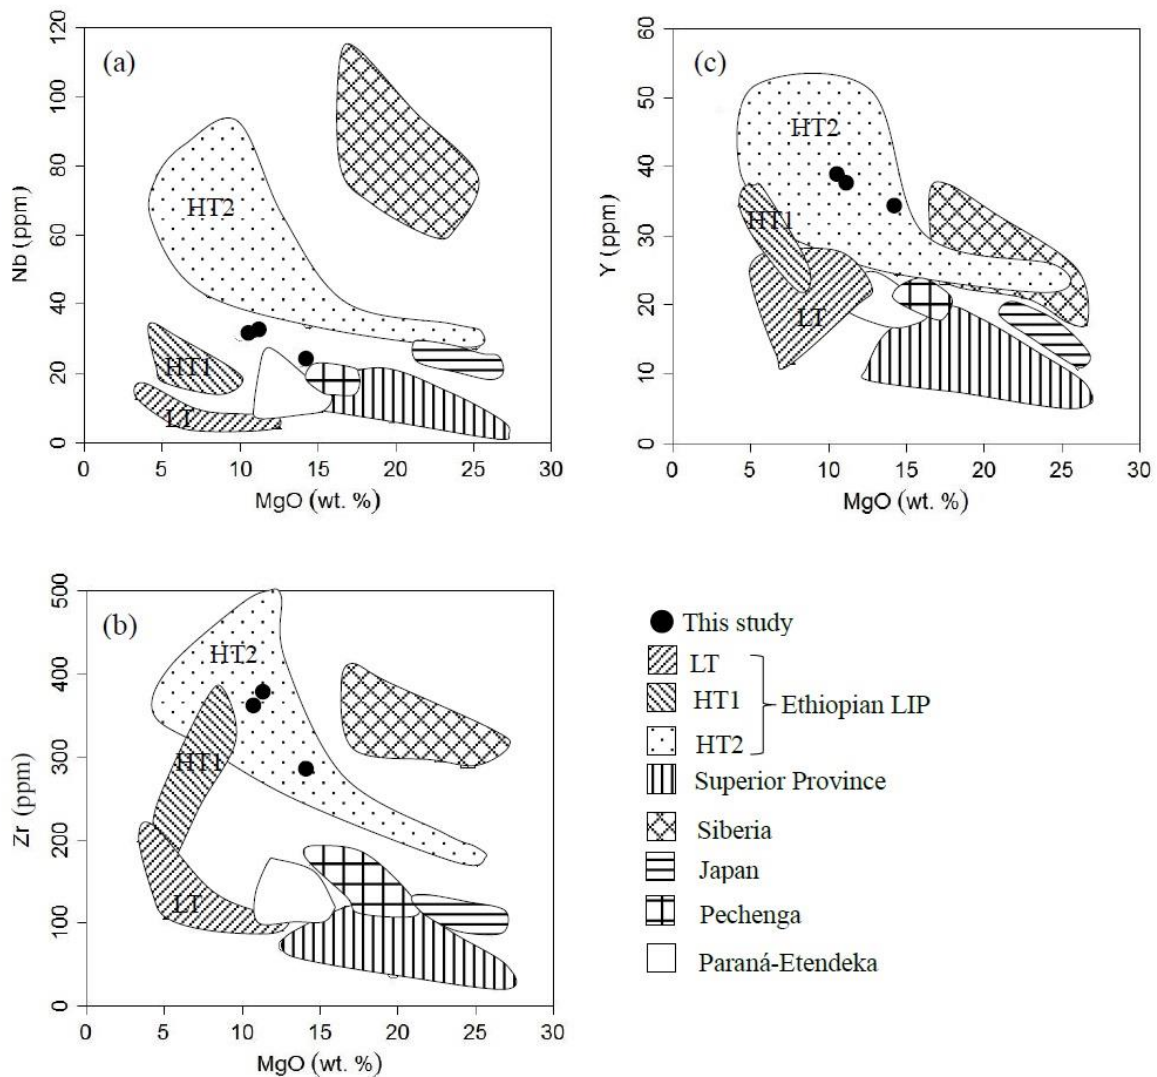 (a)
Nb (ppm)
120
100
80
60
40
20
0
HT2
HT1
LT
0 5 10 15 20 25 30
MgO (wt. %)
(c)
Y (ppm)
60
50
40
30
20
10
0
HT2
HT1
LT
0 5 10 15 20 25 30
MgO (wt. %)
(b)
Zr (ppm)
500
400
300
200
100
0
HT2
HT1
LT
0 5 10 15 20 25 30
MgO (wt. %)
This study
LT
HT1
HT2
Ethiopian LIP
Superior Province
Siberia
Japan
Pechenga
Paraná-Etendeka